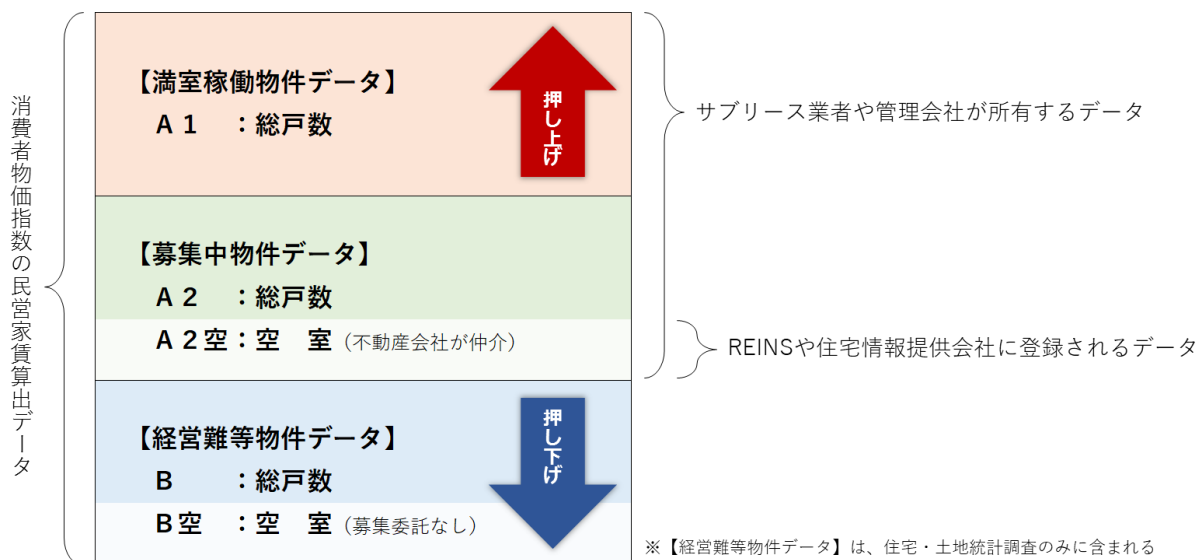 消費者物価指数の民営家賃算出データ
【満室稼働物件データ】
A1 ：総戸数
押し上げ
サブリース業者や管理会社が所有するデータ
【募集中物件データ】
A2 ：総戸数
A2空：空 室（不動産会社が仲介）
REINSや住宅情報提供会社に登録されるデータ
【経営難等物件データ】
B ：総戸数
B空 ：空 室（募集委託なし）
押し下げ
※【経営難等物件データ】は、住宅・土地統計調査のみに含まれる